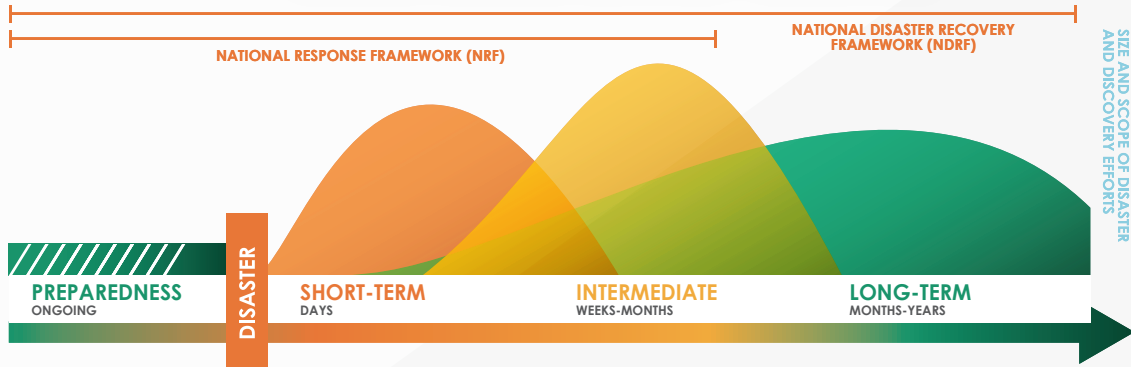 NATIONAL DISASTER RECOVERY
FRAMEWORK (NDRF)
NATIONAL RESPONSE FRAMEWORK (NRF)
SIZE AND SCOPE OF DISASTER
AND DISCOVERY EFFORTS
DISASTER
PREPAREDNESS
ONGOING
SHORT-TERM
DAYS
INTERMEDIATE
WEEKS-MONTHS
LONG-TERM
MONTHS-YEARS